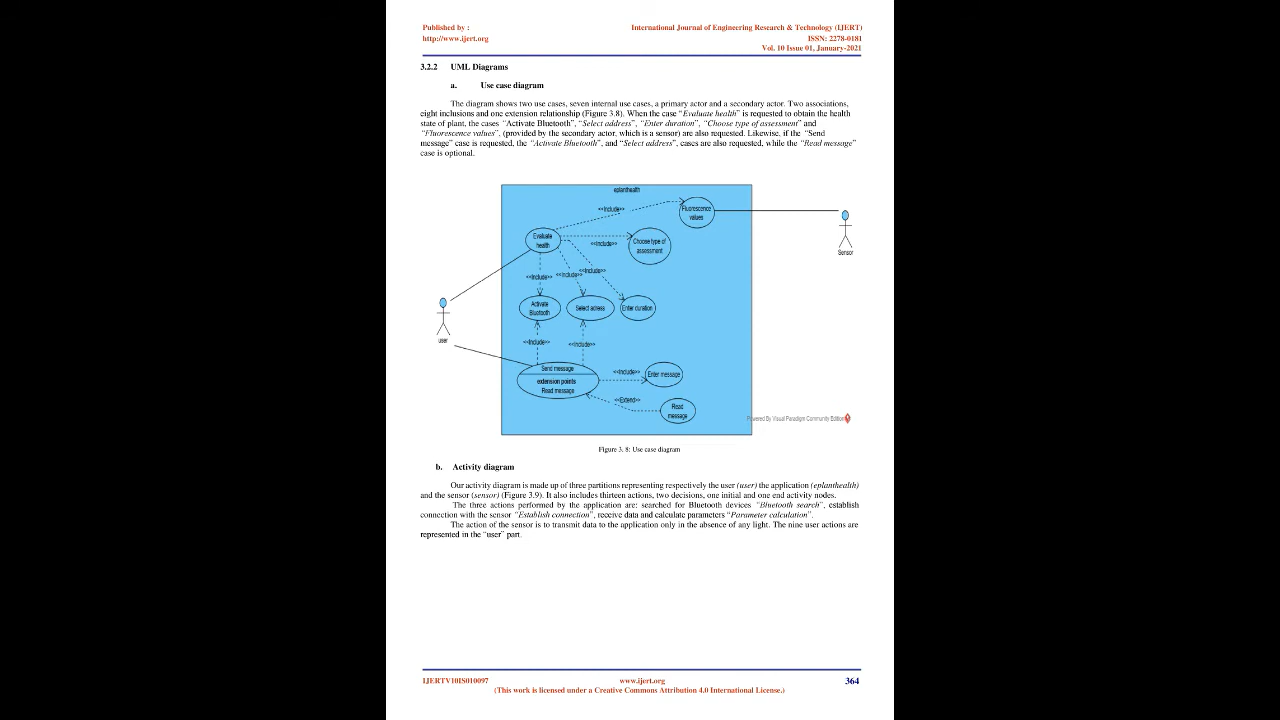 Published by :
International Journal of Engineering Research & Technology (IJERT)
http://www.ijert.org
ISSN: 2278-0181
Vol. 10 Issue 01, January-2021
3.2.2 UML Diagrams
a. Use case diagram
The diagram shows two use cases, seven internal use cases, a primary actor and a secondary actor. Two associations,
eight inclusions and one extension relationship (Figure 3.8). When the case "Evaluate health" is requested to obtain the health
state of plant, the cases "Activate Bluetooth", "Select address", "Enter duration", "Choose type of assessment" and
"Fluorescence values", (provided by the secondary actor, which is a sensor) are also requested. Likewise, if the "Send
message" case is requested, the "Activate Bluetooth", and "Select address", cases are also requested, while the "Read message"
case is optional.
eplanthealth
<<Include>>
Fluorescence
values
Sensor
Evaluate
health
<<Include>>
Choose type of
assessment
<<Include>>
<<Include>>
<<Include>>
Activate
Bluetooth
Select adress
Enter duration
user
<<Include>>
<<Include>>
Send message
extension points
Read message
<<Include>>
Enter message
<<Extend>>
Read
message
Powered By Visual Paradigm Community Edition
Figure 3. 8: Use case diagram
b. Activity diagram
Our activity diagram is made up of three partitions representing respectively the user (user) the application (eplanthealth)
and the sensor (sensor) (Figure 3.9). It also includes thirteen actions, two decisions, one initial and one end activity nodes.
The three actions performed by the application are: searched for Bluetooth devices "Bluetooth search", establish
connection with the sensor "Establish connection", receive data and calculate parameters "Parameter calculation".
The action of the sensor is to transmit data to the application only in the absence of any light. The nine user actions are
represented in the "user" part.
IJERTV10IS010097
www.ijert.org
364
(This work is licensed under a Creative Commons Attribution 4.0 International License.)